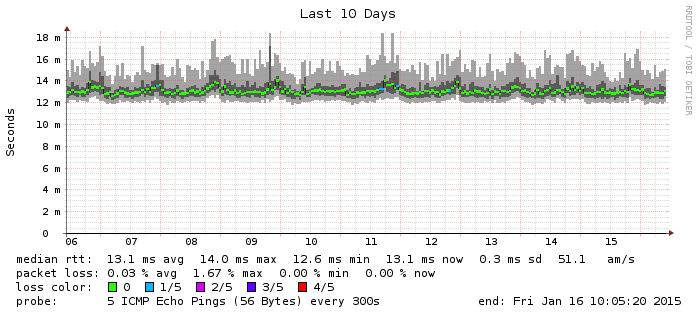 Last 10 Days
RRDTOOL / TOBI OETIKER
Seconds
18 m
16 m
14 m
12 m
10 m
8 m
6 m
4 m
2 m
0
06 07 08 09 10 11 12 13 14 15
median rtt: 13.1 ms avg 14.0 ms max 12.6 ms min 13.1 ms now 0.3 ms sd 51.1 am/s
packet loss: 0.03 % avg 1.67 % max 0.00 % min 0.00 % now
loss color: 0 1/5 2/5 3/5 4/5
probe: 5 ICMP Echo Pings (56 Bytes) every 300s end: Fri Jan 16 10:05:20 2015